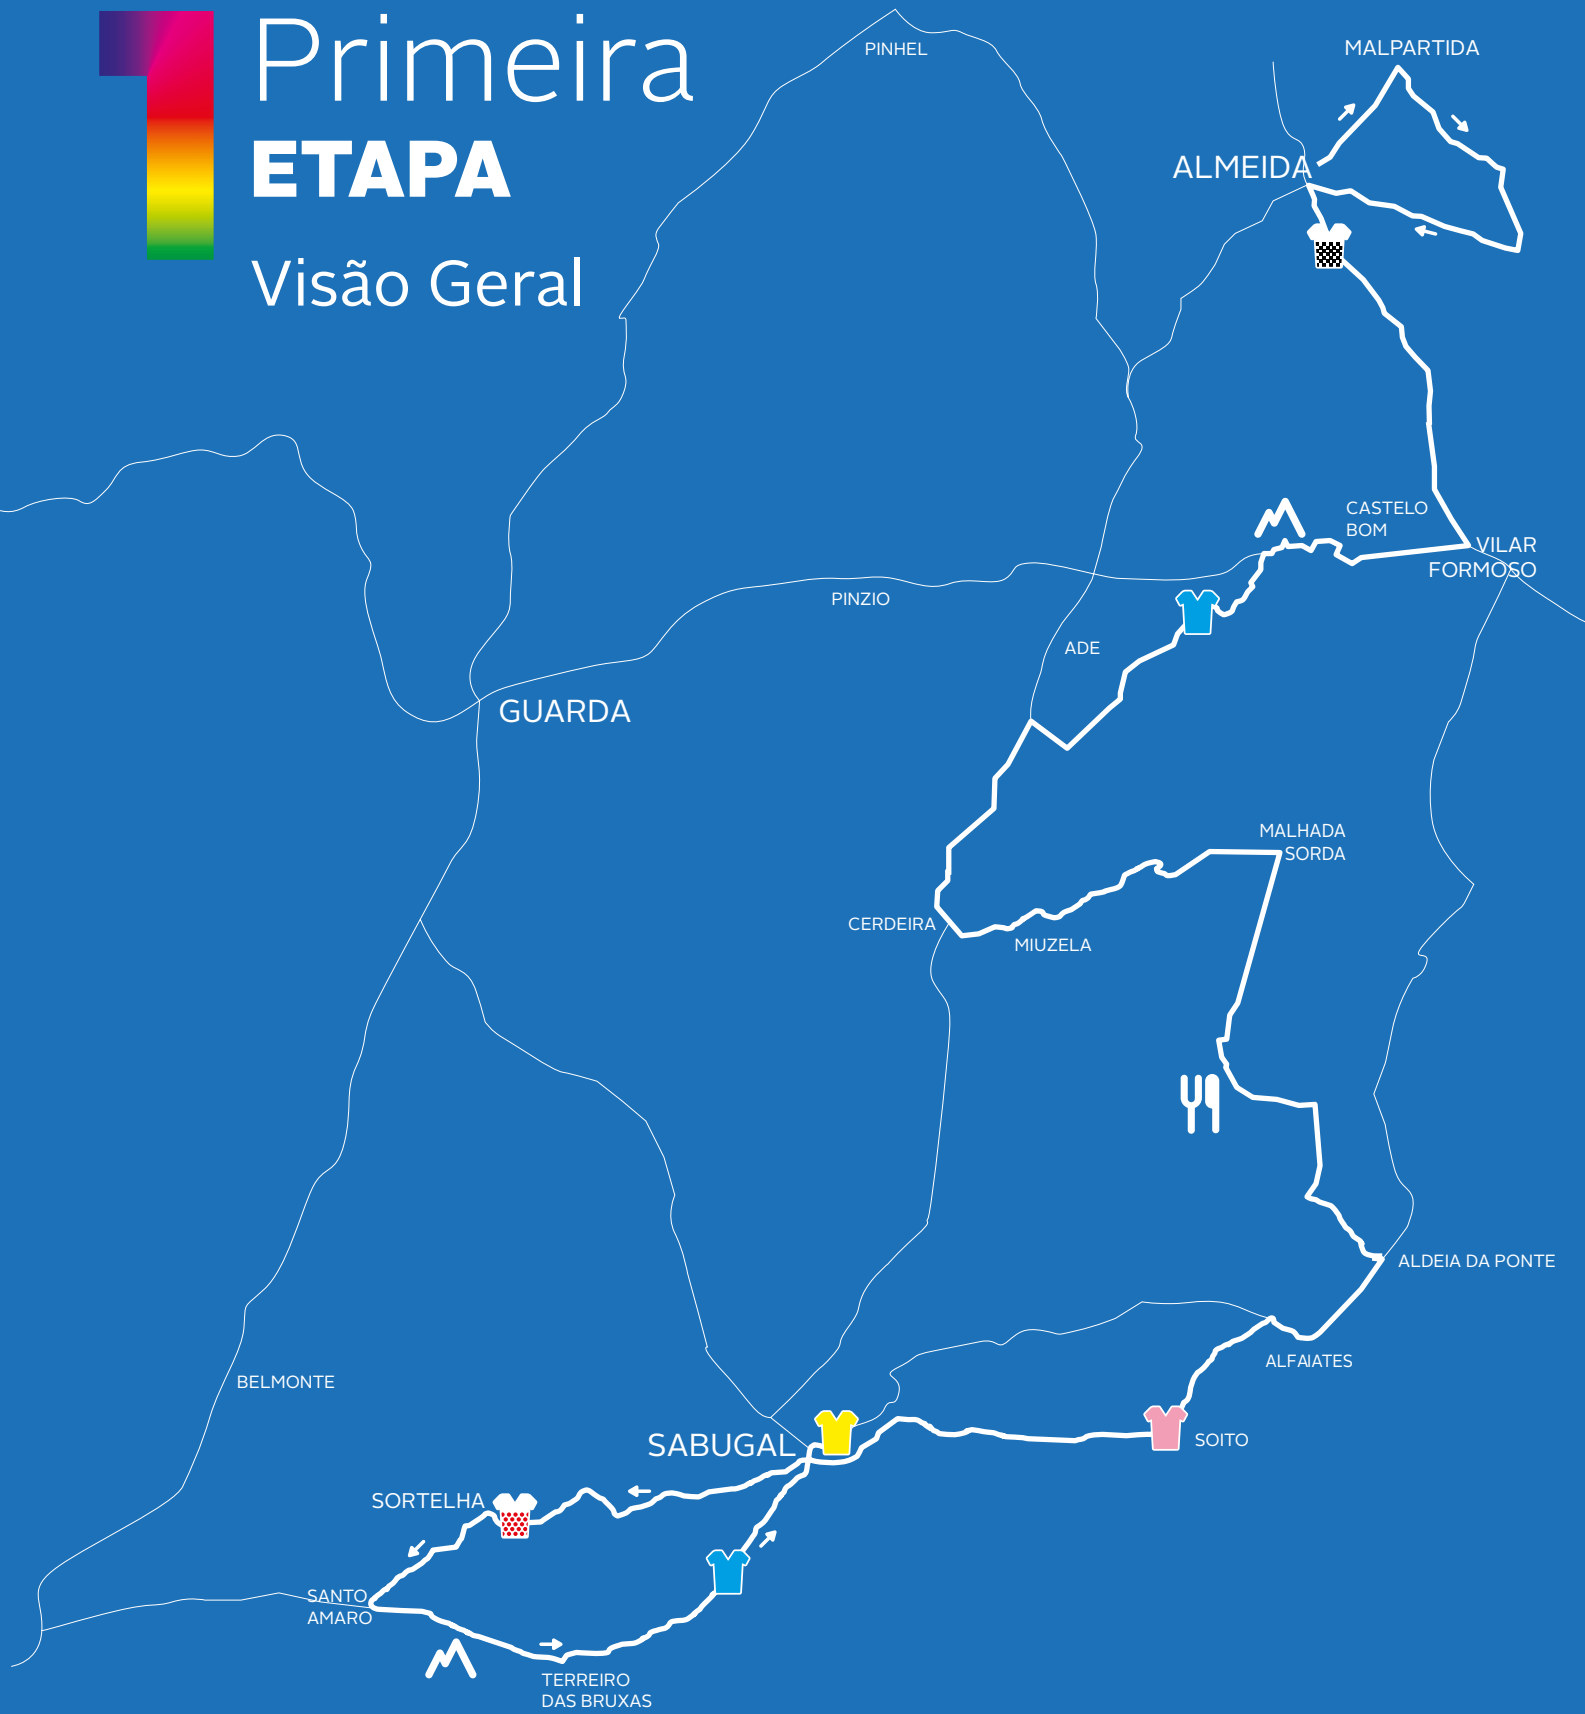 1 Primeira
ETAPA
Visão Geral
PINHEL
MALPARTIDA
ALMEIDA
CASTELO
BOM
VILAR
FORMOSO
PINZIO
ADE
GUARDA
MALHADA
SORDA
CERDEIRA
MIUZELA
ALDEIA DA PONTE
ALFAIATES
BELMONTE
SABUGAL
SOITO
SORTELHA
SANTO
AMARO
TERREIRO
DAS BRUXAS